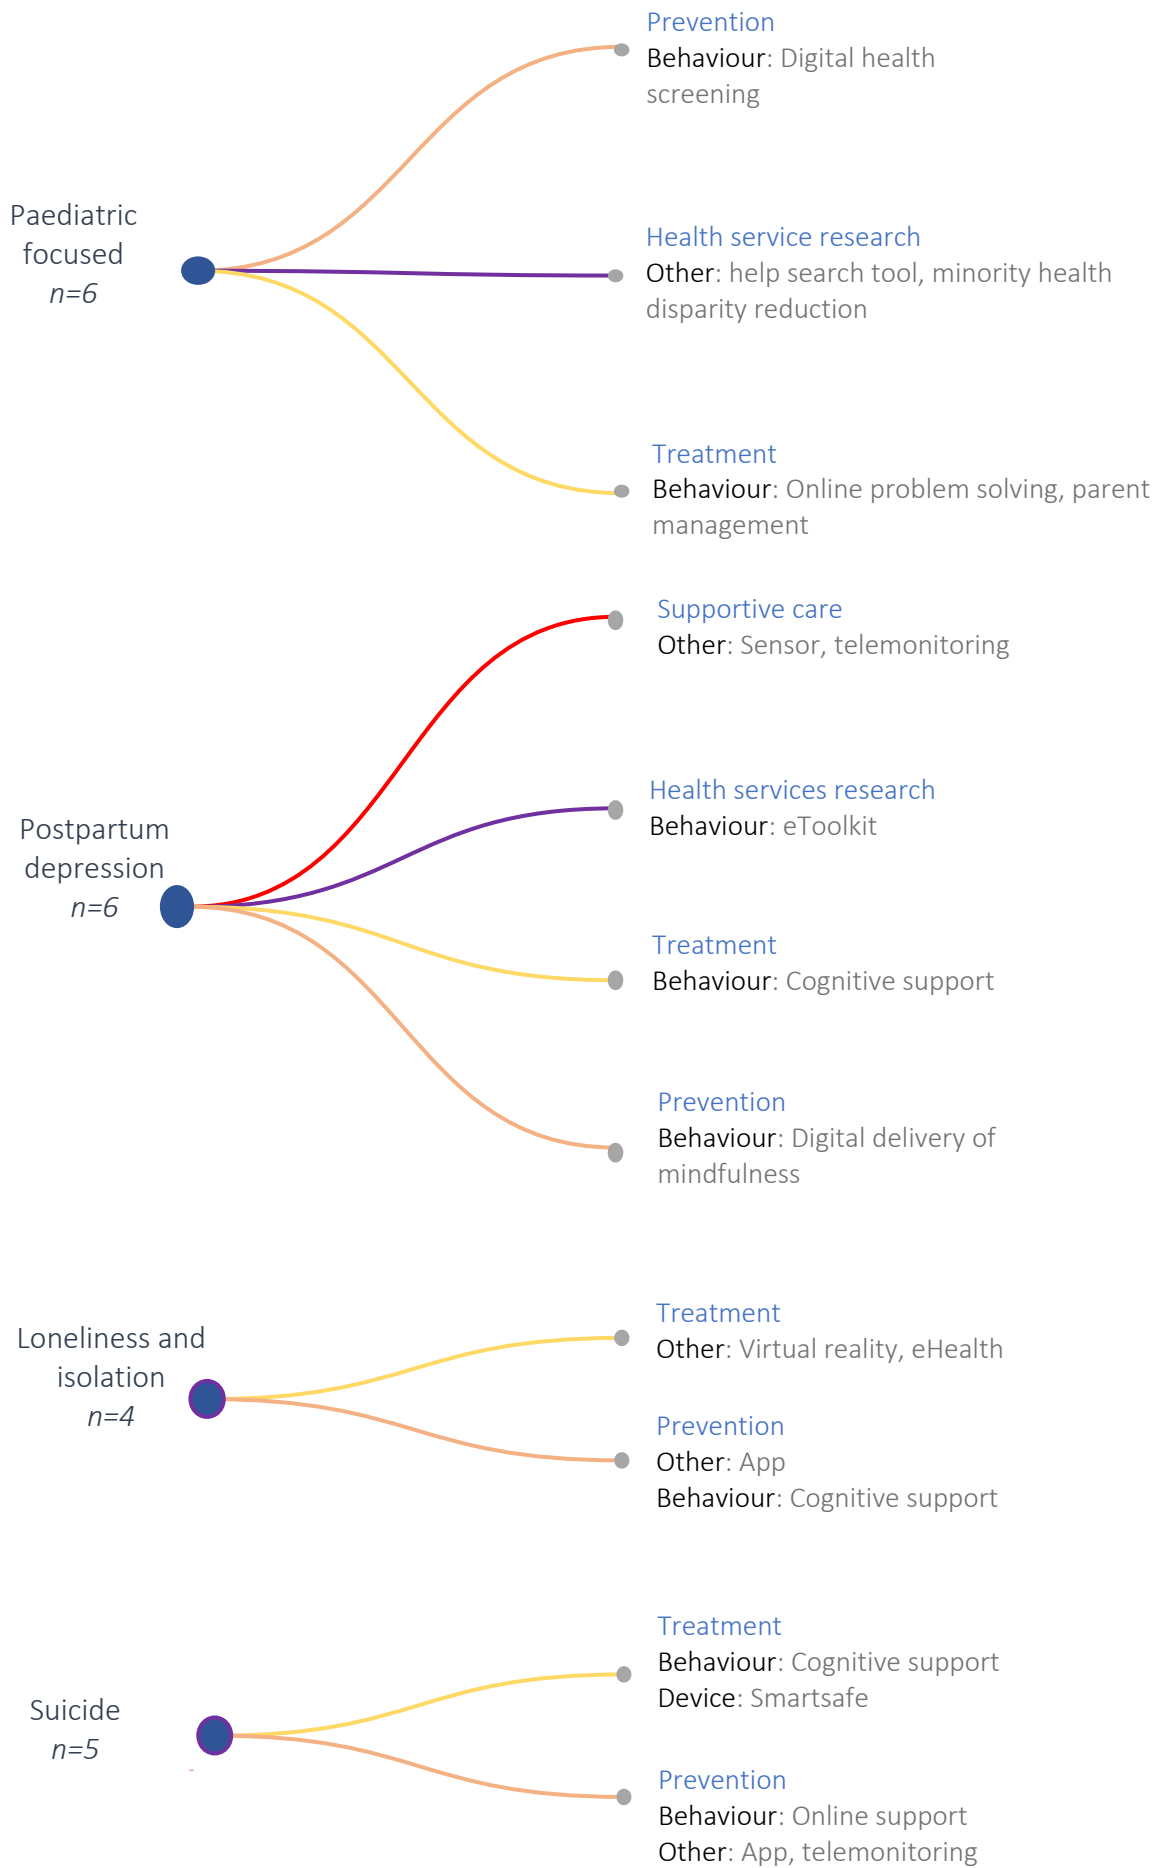 Paediatric
focused
n=6
Prevention
Behaviour: Digital health
screening
Health service research
Other: help search tool, minority health
disparity reduction
Treatment
Behaviour: Online problem solving, parent
management
Postpartum
depression
n=6
Supportive care
Other: Sensor, telemonitoring
Health services research
Behaviour: eToolkit
Treatment
Behaviour: Cognitive support
Prevention
Behaviour: Digital delivery of
mindfulness
Loneliness and
isolation
n=4
Treatment
Other: Virtual reality, eHealth
Prevention
Other: App
Behaviour: Cognitive support
Suicide
n=5
Treatment
Behaviour: Cognitive support
Device: Smartsafe
Prevention
Behaviour: Online support
Other: App, telemonitoring